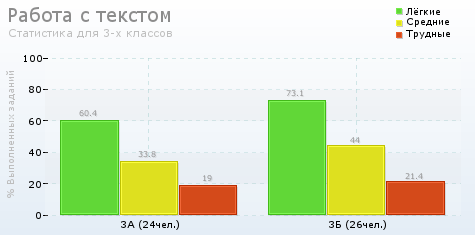 Работа с текстом
Статистика для 3-х классов
Лёгкие
Средние
Трудные
% Выполненных заданий
100
80
60
40
20
0
60.4
33.8
19
73.1
44
21.4
3А (24чел.)
3Б (26чел.)